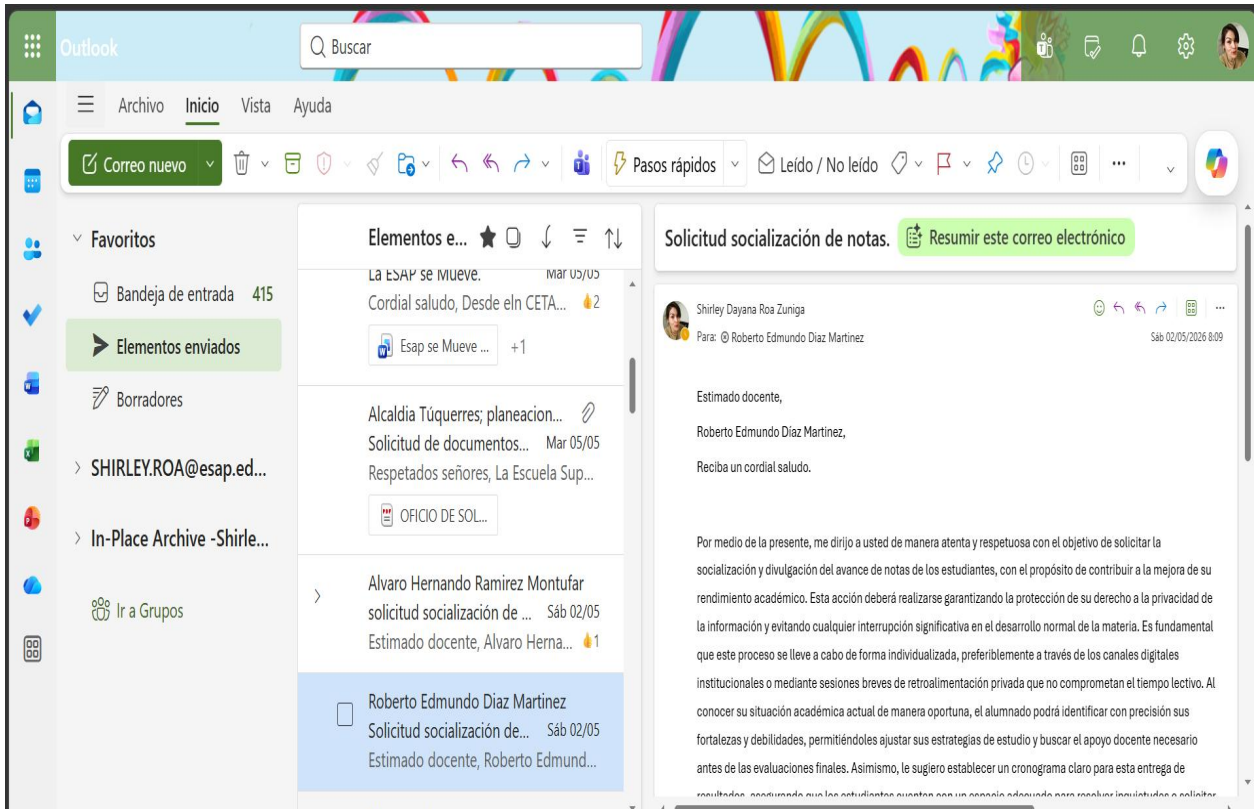 Outlook
Buscar
Archivo Inicio Vista Ayuda
Correo nuevo
Pasos rápidos
Leído / No leído
Favoritos
Bandeja de entrada 415
Elementos enviados
Borradores
SHIRLEY.ROA@esap.ed...
In-Place Archive -Shirle...
Ir a Grupos
Elementos e...
La ESAP se Mueve. Mar 05/05
Cordial saludo, Desde eln CETA... 2
Esap se Mueve ... +1
Alcaldia Túquerres; planeacion...
Solicitud de documentos... Mar 05/05
Respetados señores, La Escuela Sup...
OFICIO DE SOL...
Alvaro Hernando Ramirez Montufar
solicitud socialización de ... Sáb 02/05
Estimado docente, Alvaro Herna... 1
Roberto Edmundo Diaz Martinez
Solicitud socialización de... Sáb 02/05
Estimado docente, Roberto Edmund...
Solicitud socialización de notas. Resumir este correo electrónico
Shirley Dayana Roa Zuniga
Para: Roberto Edmundo Diaz Martinez
Sáb 02/05/2026 8:09
Estimado docente,
Roberto Edmundo Díaz Martinez,
Reciba un cordial saludo.
Por medio de la presente, me dirijo a usted de manera atenta y respetuosa con el objetivo de solicitar la
socialización y divulgación del avance de notas de los estudiantes, con el propósito de contribuir a la mejora de su
rendimiento académico. Esta acción deberá realizarse garantizando la protección de su derecho a la privacidad de
la información y evitando cualquier interrupción significativa en el desarrollo normal de la materia. Es fundamental
que este proceso se lleve a cabo de forma individualizada, preferiblemente a través de los canales digitales
institucionales o mediante sesiones breves de retroalimentación privada que no comprometan el tiempo lectivo. Al
conocer su situación académica actual de manera oportuna, el alumnado podrá identificar con precisión sus
fortalezas y debilidades, permitiéndoles ajustar sus estrategias de estudio y buscar el apoyo docente necesario
antes de las evaluaciones finales. Asimismo, le sugiero establecer un cronograma claro para esta entrega de
resultados, asegurando que los estudiantes cuenten con un espacio adecuado para resolver inquietudes o solicitar